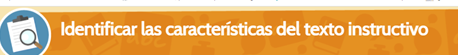 Identificar las características del texto instructivo